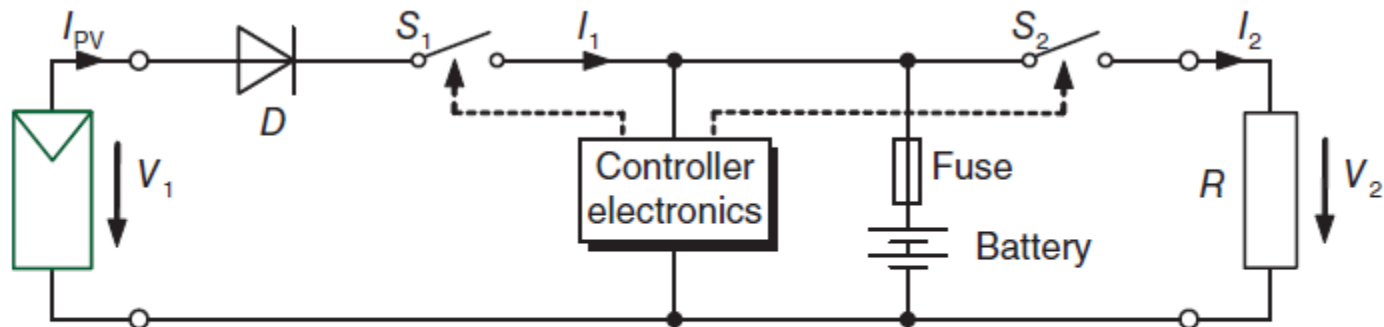 I_PV
S_1
I_1
S_2
I_2
D
V_1
Controller
electronics
Fuse
Battery
R
V_2